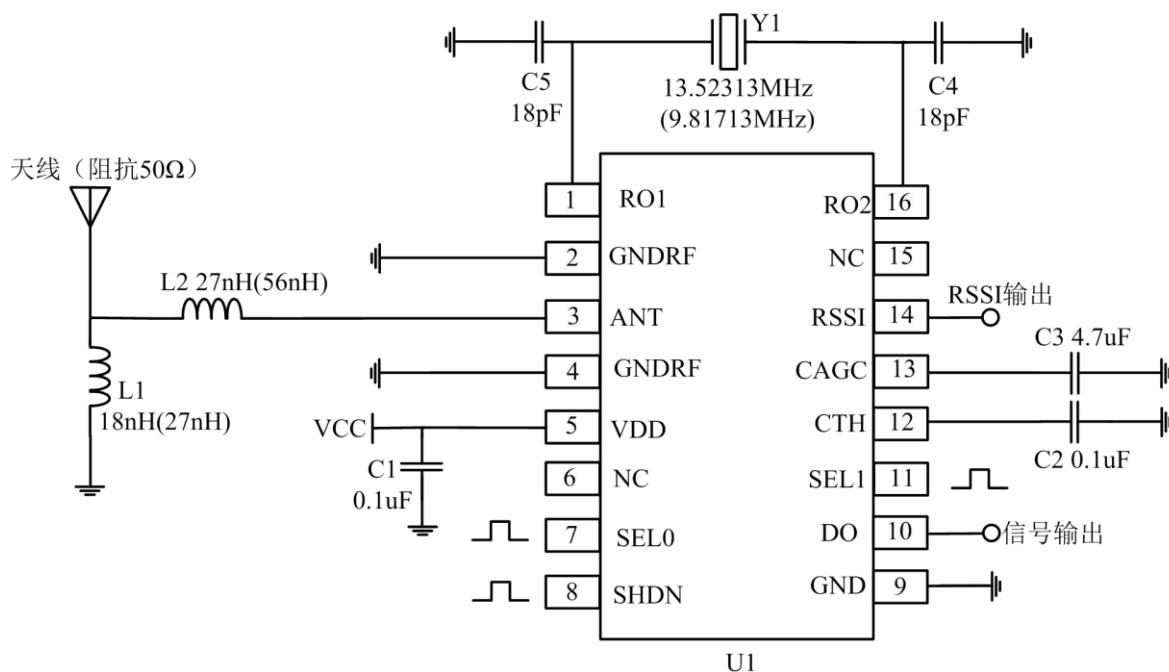 Y1
C5
18pF
13.52313MHz
(9.81713MHz)
C4
18pF
天线（阻抗50Ω）
1
RO1
RO2
16
2
GNDRF
NC
15
L2 27nH(56nH)
3
ANT
RSSI
14
RSSI输出
4
GNDRF
CAGC
13
C3 4.7uF
L1
18nH(27nH)
VCC
5
VDD
CTH
12
C2 0.1uF
C1
0.1uF
6
NC
SEL1
11
7
SEL0
DO
10
信号输出
8
SHDN
GND
9
U1